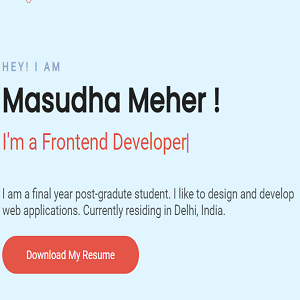 HEY! I AM
Masudha Meher !
I'm a Frontend Developer|
I am a final year post-gradute student. I like to design and develop
web applications. Currently residing in Delhi, India.
Download My Resume